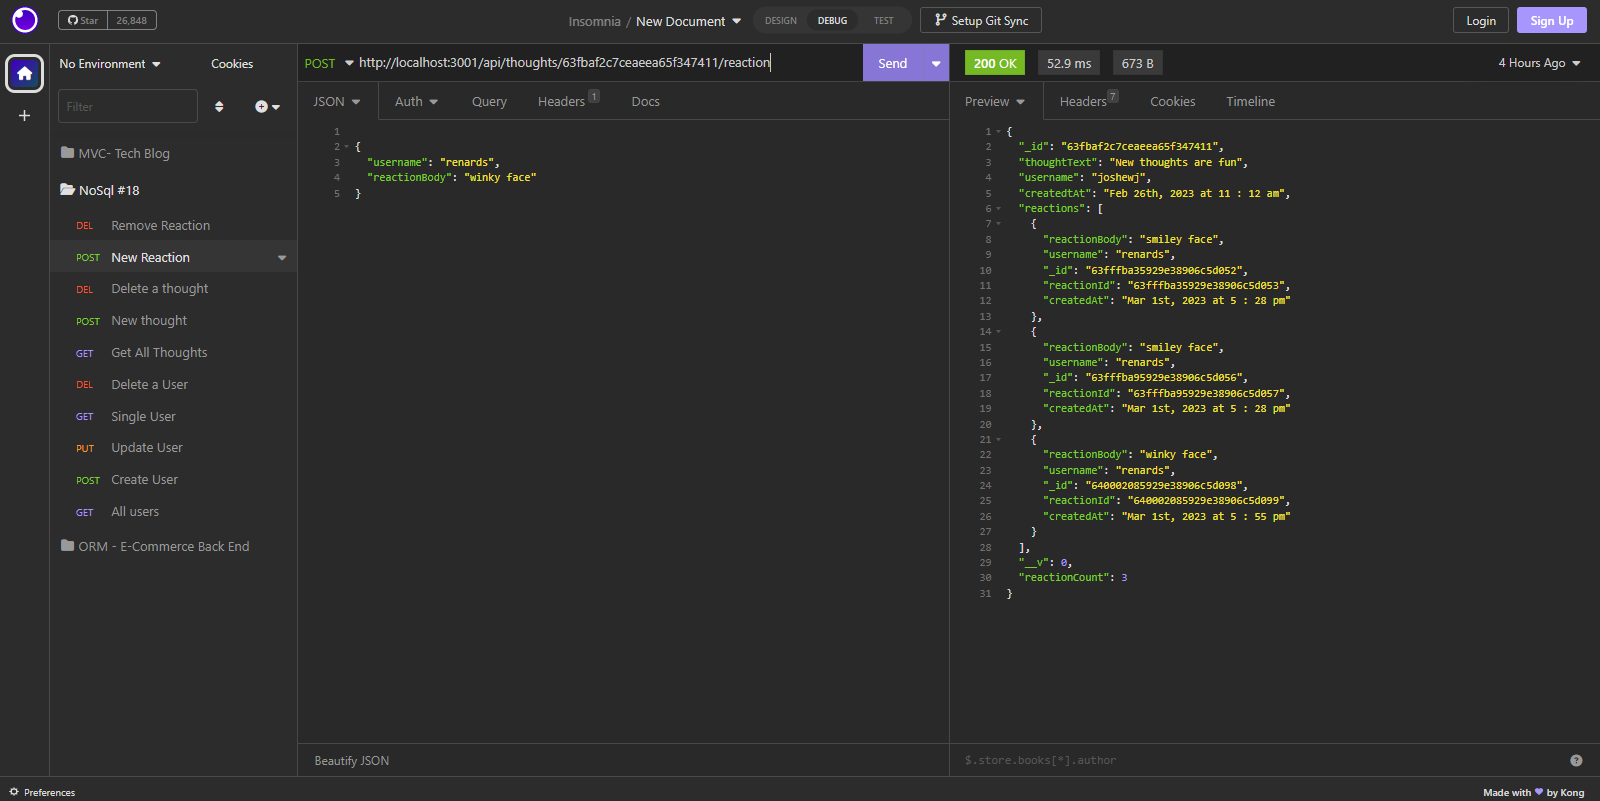 Star 26,848
Insomnia / New Document
DESIGN DEBUG TEST
Setup Git Sync
Login Sign Up
No Environment Cookies
Filter
MVC- Tech Blog
NoSql #18
DEL Remove Reaction
POST New Reaction
DEL Delete a thought
POST New thought
GET Get All Thoughts
DEL Delete a User
GET Single User
PUT Update User
POST Create User
GET All users
ORM - E-Commerce Back End
POST http://localhost:3001/api/thoughts/63fbaf2c7ceaeea65f347411/reaction Send
JSON Auth Query Headers 1 Docs
1
2 {
3 "username": "renards",
4 "reactionBody": "winky face"
5 }
Beautify JSON
200 OK 52.9 ms 673 B 4 Hours Ago
Preview Headers 7 Cookies Timeline
1 {
2 "_id": "63fbaf2c7ceaeea65f347411",
3 "thoughtText": "New thoughts are fun",
4 "username": "joshewj",
5 "createdtAt": "Feb 26th, 2023 at 11 : 12 am",
6 "reactions": [
7 {
8 "reactionBody": "smiley face",
9 "username": "renards",
10 "_id": "63fffba35929e38906c5d052",
11 "reactionId": "63fffba35929e38906c5d053",
12 "createdAt": "Mar 1st, 2023 at 5 : 28 pm"
13 },
14 {
15 "reactionBody": "smiley face",
16 "username": "renards",
17 "_id": "63fffba95929e38906c5d056",
18 "reactionId": "63fffba95929e38906c5d057",
19 "createdAt": "Mar 1st, 2023 at 5 : 28 pm"
20 },
21 {
22 "reactionBody": "winky face",
23 "username": "renards",
24 "_id": "640002085929e38906c5d098",
25 "reactionId": "640002085929e38906c5d099",
26 "createdAt": "Mar 1st, 2023 at 5 : 55 pm"
27 }
28 ],
29 "__v": 0,
30 "reactionCount": 3
31 }
$.store.books[*].author
Preferences
Made with ❤ by Kong